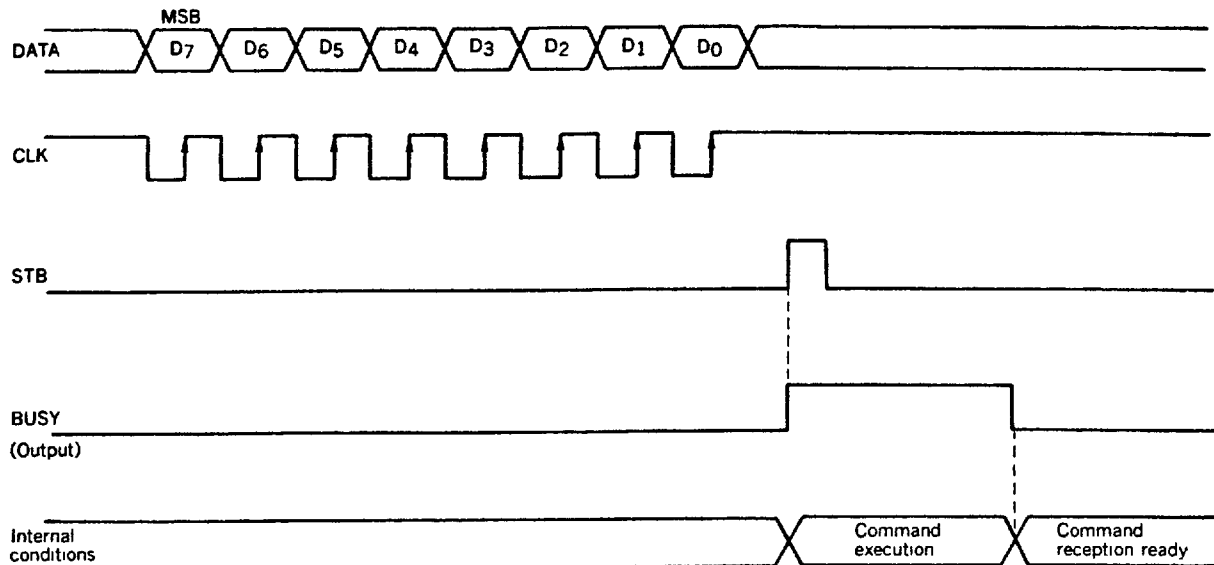 MSB
DATA D7 D6 D5 D4 D3 D2 D1 D0
CLK
STB
BUSY
(Output)
Internal
conditions
Command
execution
Command
reception ready